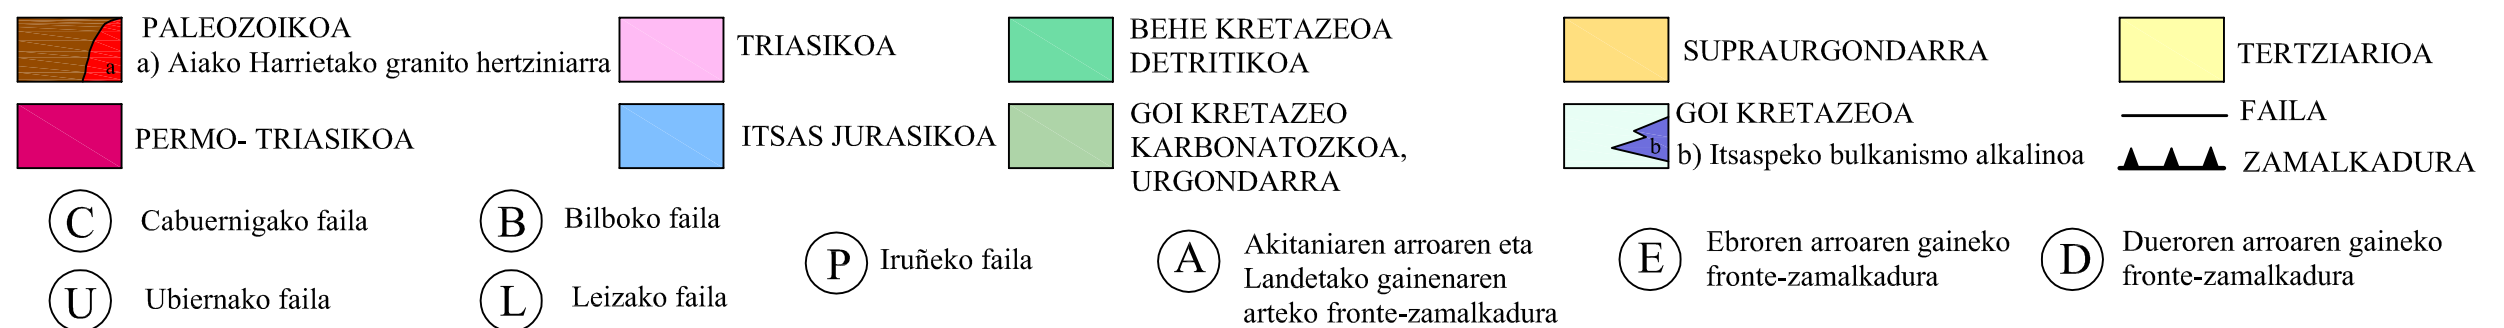 PALEOZOIKOA
a) Aiako Harrietako granito hertziniarra
a
TRIASIKOA
BEHE KRETAZEOA
DETRITIKOA
SUPRAURGONDARRA
TERTZIARIOA
PERMO- TRIASIKOA
ITSAS JURASIKOA
GOI KRETAZEO
KARBONATOZKOA,
URGONDARRA
GOI KRETAZEOA
b) Itsaspeko bulkanismo alkalinoa
b
FAILA
ZAMALKADURA
C Cabuernigako faila
B Bilboko faila
P Iruñeko faila
A Akitaniaren arroaren eta
Landetako gainenaren
arteko fronte-zamalkadura
E Ebroren arroaren gaineko
fronte-zamalkadura
D Dueroren arroaren gaineko
fronte-zamalkadura
U Ubiernako faila
L Leizako faila